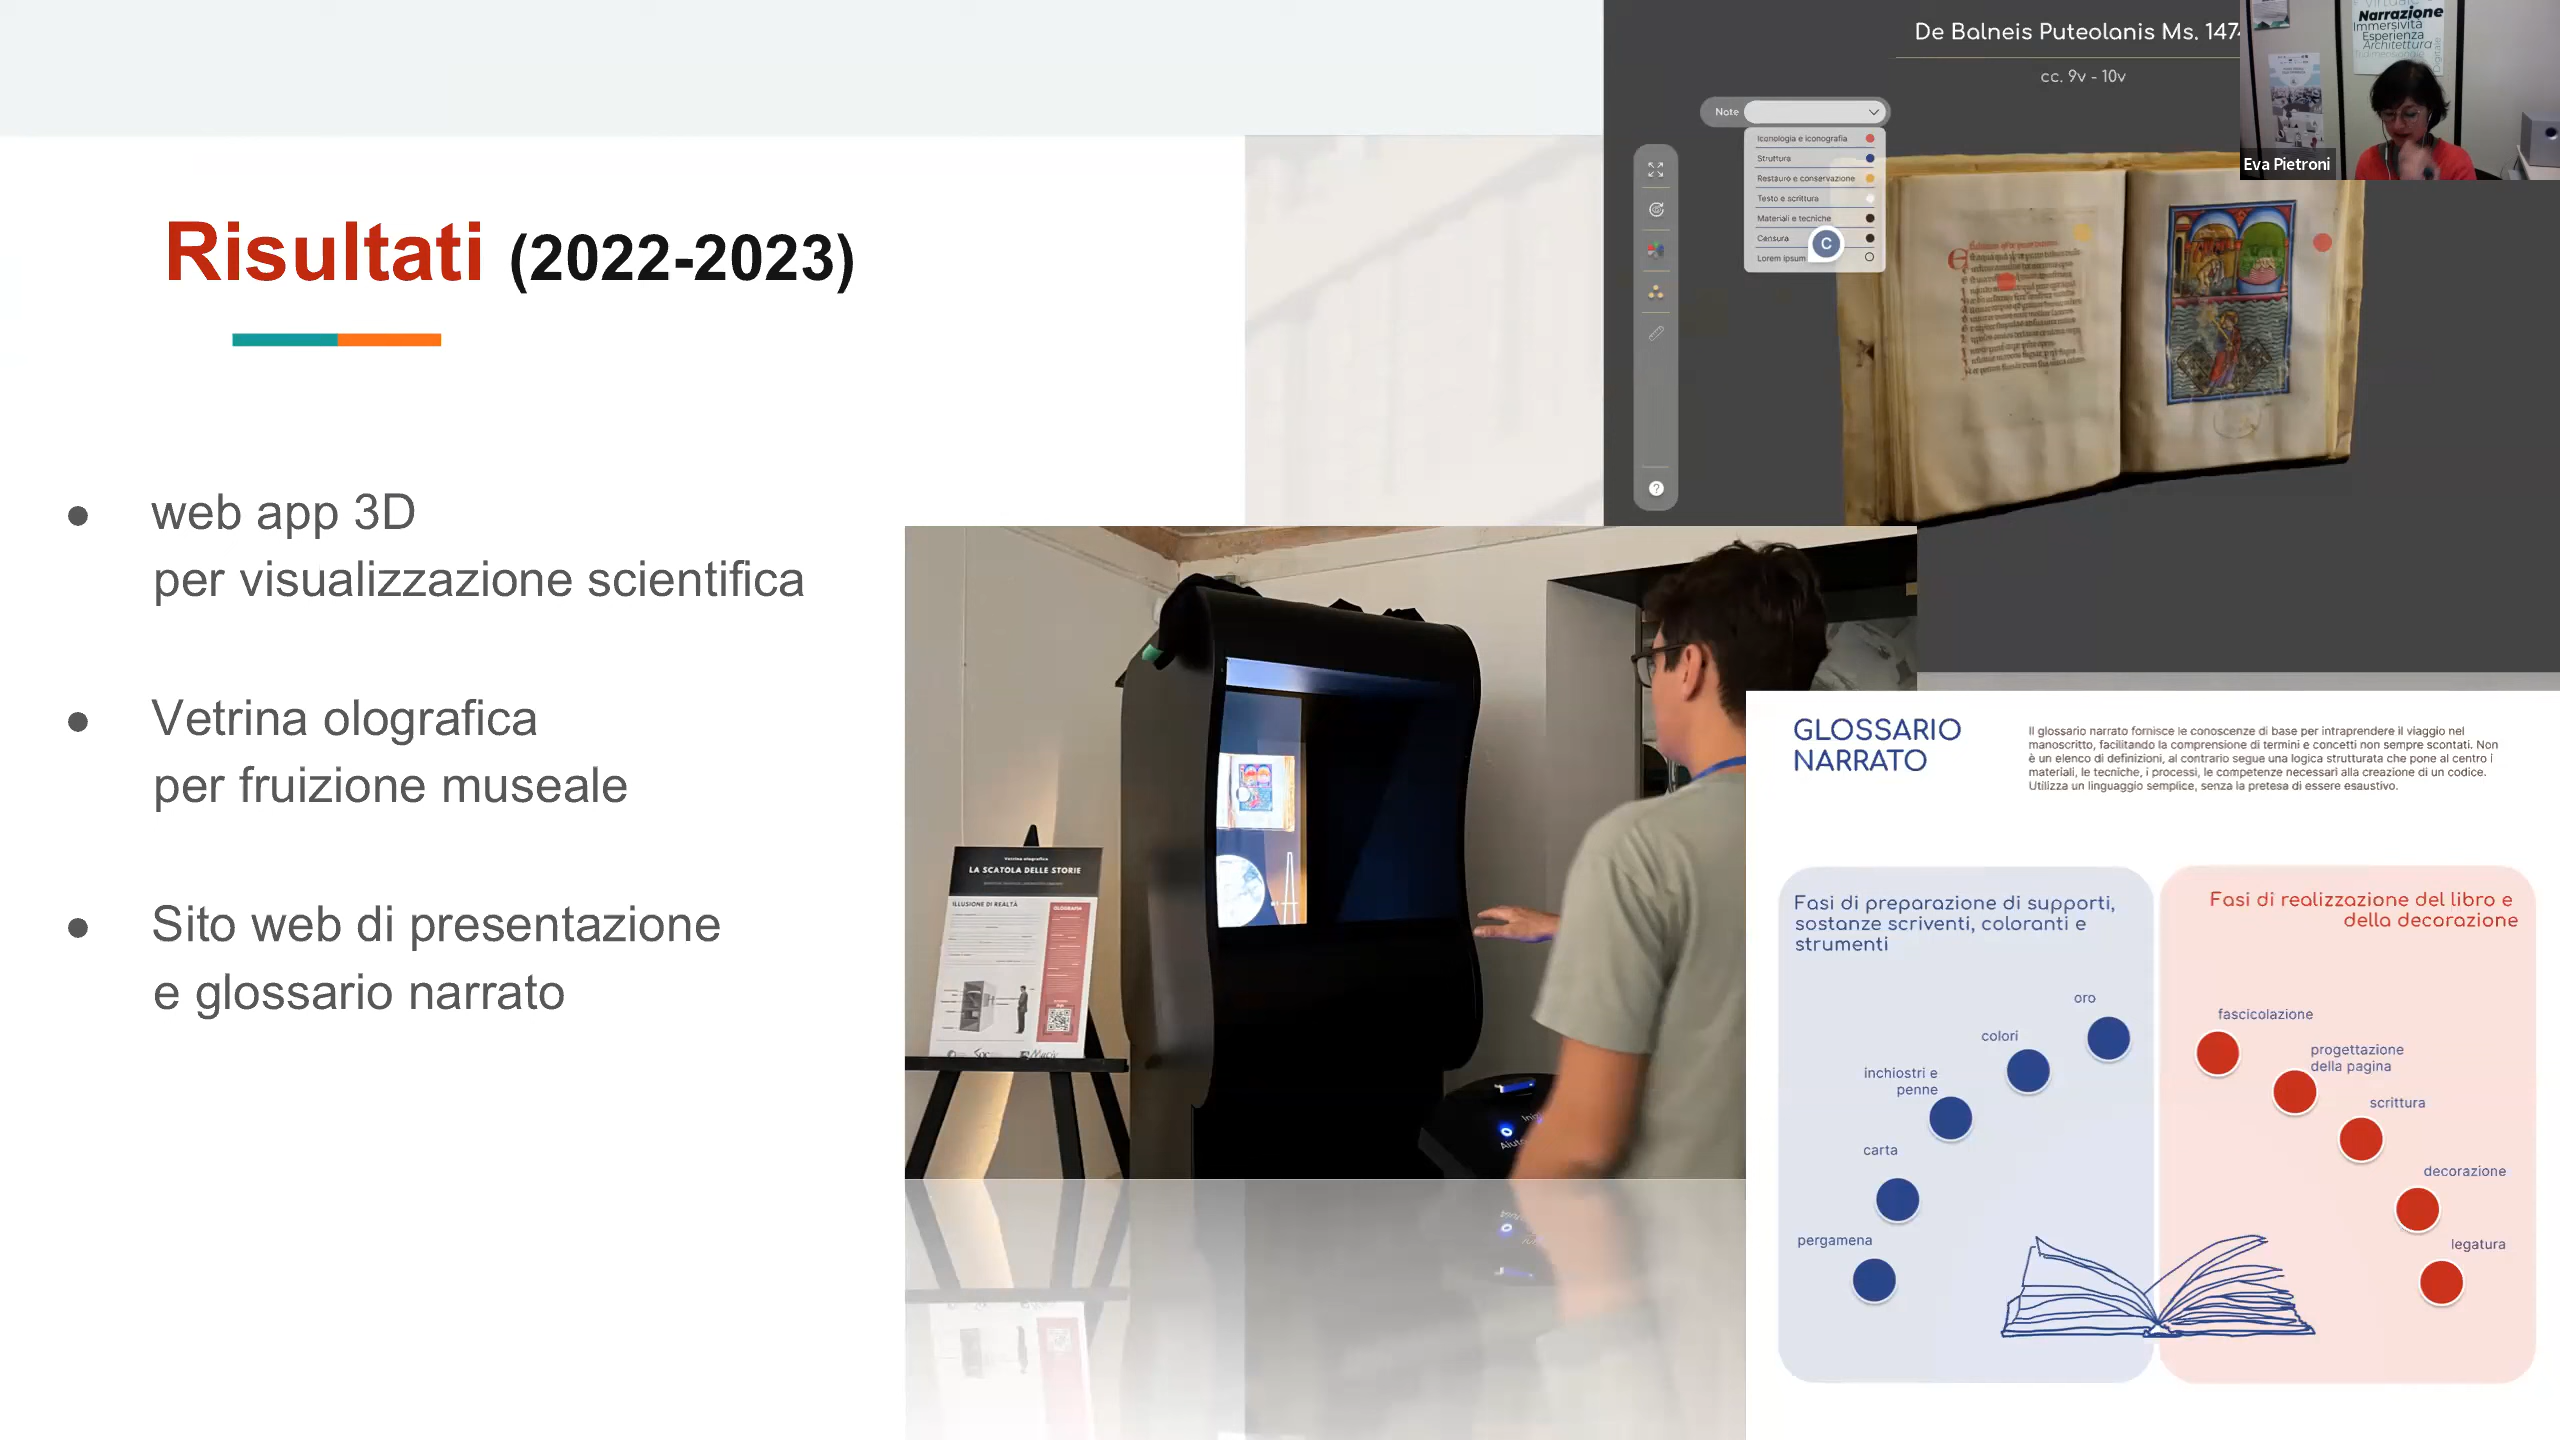 Risultati (2022-2023)
● web app 3D
per visualizzazione scientifica
● Vetrina olografica
per fruizione museale
● Sito web di presentazione
e glossario narrato
De Balneis Puteolanis Ms. 147
cc. 9v - 10v
Note
Iconologia e iconografia
Struttura
Restauro e conservazione
Testo e scrittura
Materiali e tecniche
Censura
Lorem ipsum
C
?
Narrazione
Immersività
Esperienza
Architettura
Eva Pietroni
Vetrina olografica
LA SCATOLA DELLE STORIE
ILLUSIONE DI REALTÀ
GLOSSARIO
NARRATO
Il glossario narrato fornisce le conoscenze di base per intraprendere il viaggio nel
manoscritto, facilitando la comprensione di termini e concetti non sempre scontati. Non
è un elenco di definizioni, al contrario segue una logica strutturata che pone al centro i
materiali, le tecniche, i processi, le competenze necessari alla creazione di un codice.
Utilizza un linguaggio semplice, senza la pretesa di essere esaustivo.
Fasi di preparazione di supporti,
sostanze scriventi, coloranti e
strumenti
oro
colori
inchiostri e
penne
carta
pergamena
Fasi di realizzazione del libro e
della decorazione
fascicolazione
progettazione
della pagina
scrittura
decorazione
legatura